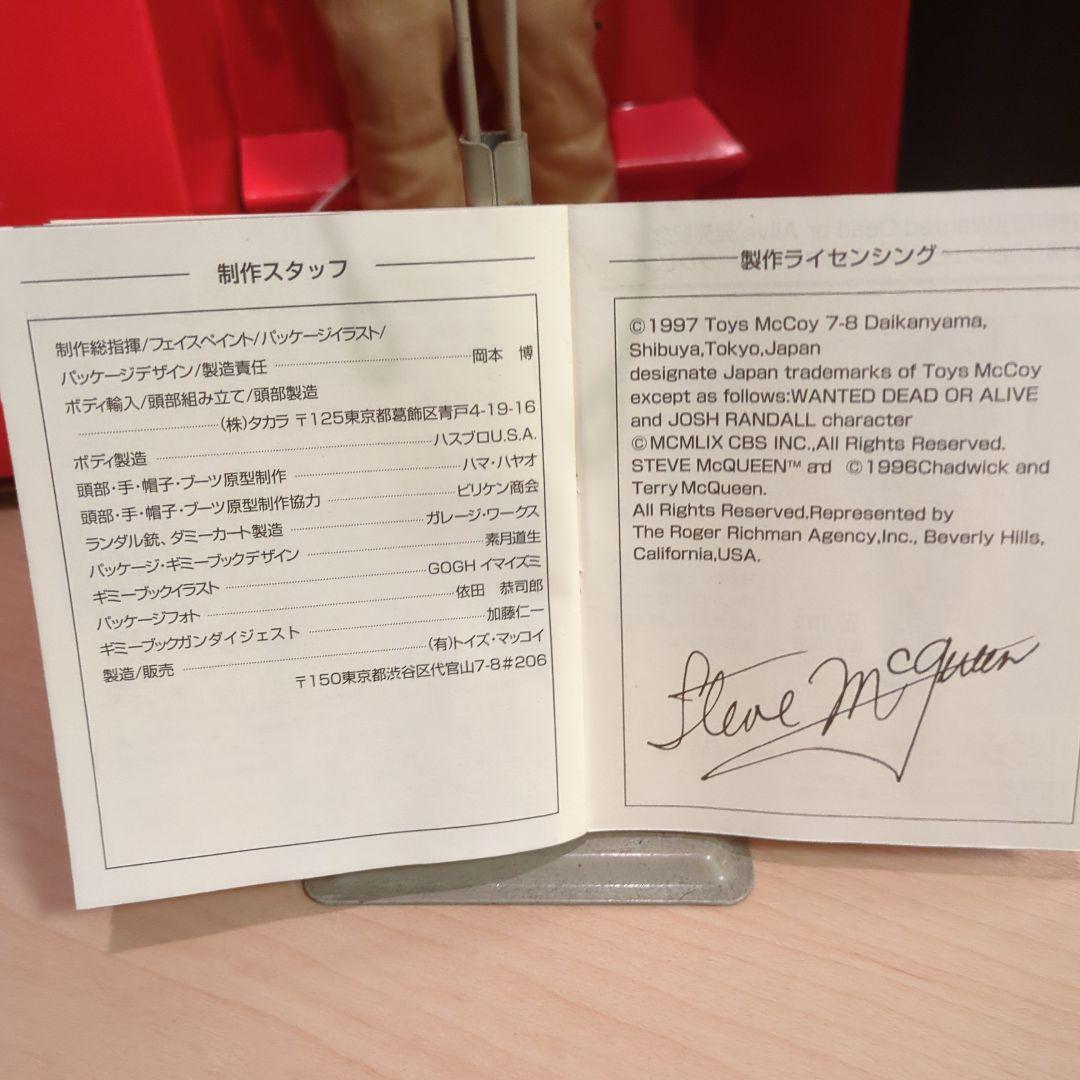 制作スタッフ
制作総指揮/フェイスペイント/パッケージイラスト/
パッケージデザイン/製造責任 岡本 博
ボディ輸入/頭部組み立て/頭部製造
(株)タカラ 〒125東京都葛飾区青戸4-19-16
ボディ製造 ハスブロU.S.A.
頭部・手・帽子・ブーツ原型制作 ハマ・ハヤオ
頭部・手・帽子・ブーツ原型制作協力 ビリケン商会
ランダル銃、ダミーカート製造 ガレージ・ワークス
パッケージ・ギミーブックデザイン 素月道生
ギミーブックイラスト GOGH イマイズミ
パッケージフォト 依田 恭司郎
ギミーブックガンダイジェスト 加藤仁一
製造/販売 (有)トイズ・マッコイ
〒150東京都渋谷区代官山7-8#206
製作ライセンシング
©1997 Toys McCoy 7-8 Daikanyama,
Shibuya,Tokyo,Japan
designate Japan trademarks of Toys McCoy
except as follows:WANTED DEAD OR ALIVE
and JOSH RANDALL character
©MCMLIX CBS INC.,All Rights Reserved.
STEVE McQUEEN™ and ©1996Chadwick and
Terry McQueen.
All Rights Reserved.Represented by
The Roger Richman Agency,Inc., Beverly Hills,
California,USA.
Steve McQueen